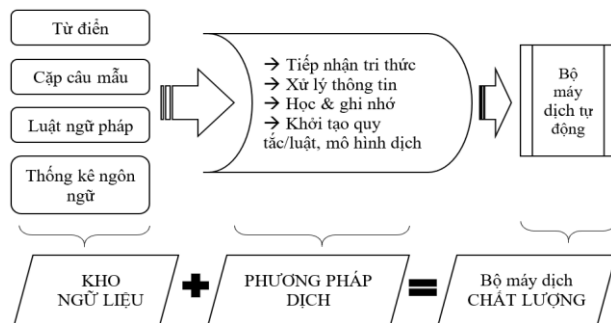 Từ điển
Cặp câu mẫu
Luật ngữ pháp
Thống kê ngôn
ngữ
→ Tiếp nhận tri thức
→ Xử lý thông tin
→ Học & ghi nhớ
→ Khởi tạo quy
tắc/luật, mô hình dịch
Bộ
máy
dịch tự
động
KHO
NGỮ LIỆU
+
PHƯƠNG PHÁP
DỊCH
=
Bộ máy dịch
CHẤT LƯỢNG